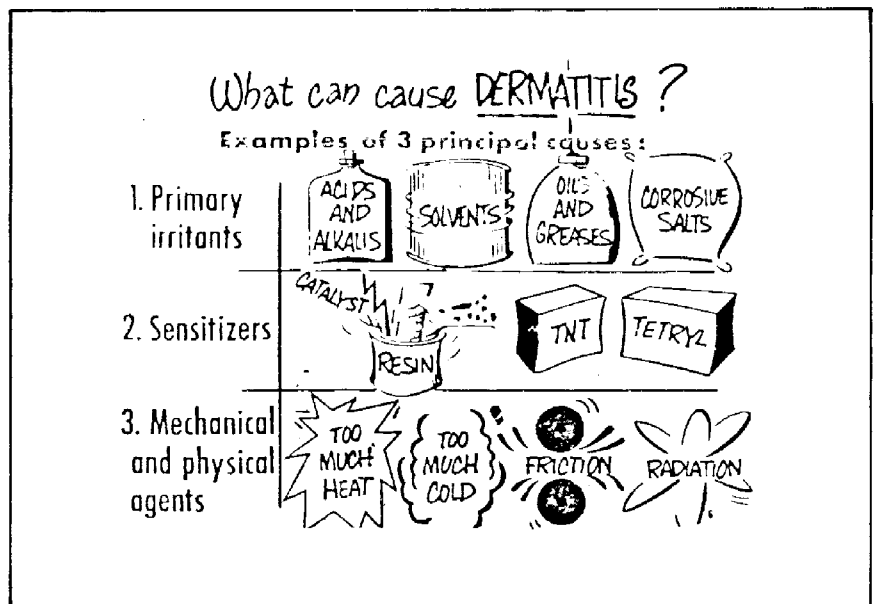 What can cause DERMATITIS ?
Examples of 3 principal causes:
1. Primary
irritants
ACIDS
AND
ALKALIS
SOLVENTS
OILS
AND
GREASES
CORROSIVE
SALTS
2. Sensitizers
CATALYST
RESIN
TNT
TETRYL
3. Mechanical
and physical
agents
TOO
MUCH
HEAT
TOO
MUCH
COLD
FRICTION
RADIATION